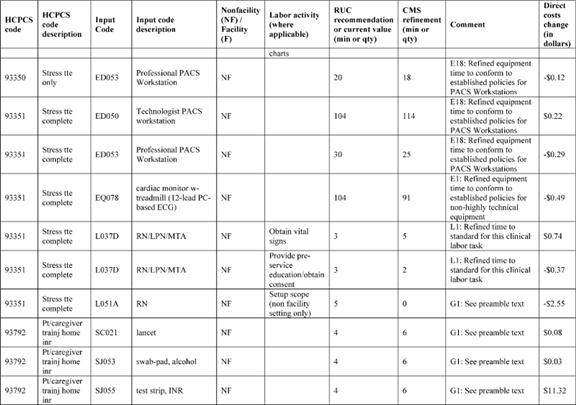 HCPCS code | HCPCS code description | Input Code | Input code description | Nonfacility (NF) / Facility (F) | Labor activity (where applicable) | RUC recommendation or current value (min or qty) | CMS refinement (min or qty) | Comment | Direct costs change (in dollars)
charts
93350 | Stress tte only | ED053 | Professional PACS Workstation | NF | | 20 | 18 | E18: Refined equipment time to conform to established policies for PACS Workstations | -$0.12
93351 | Stress tte complete | ED050 | Technologist PACS workstation | NF | | 104 | 114 | E18: Refined equipment time to conform to established policies for PACS Workstations | $0.22
93351 | Stress tte complete | ED053 | Professional PACS Workstation | NF | | 30 | 25 | E18: Refined equipment time to conform to established policies for PACS Workstations | -$0.29
93351 | Stress tte complete | EQ078 | cardiac monitor w-treadmill (12-lead PC-based ECG) | NF | | 104 | 91 | E1: Refined equipment time to conform to established policies for non-highly technical equipment | -$0.49
93351 | Stress tte complete | L037D | RN/LPN/MTA | NF | Obtain vital signs | 3 | 5 | L1: Refined time to standard for this clinical labor task | $0.74
93351 | Stress tte complete | L037D | RN/LPN/MTA | NF | Provide pre-service education/obtain consent | 3 | 2 | L1: Refined time to standard for this clinical labor task | -$0.37
93351 | Stress tte complete | L051A | RN | NF | Setup scope (non facility setting only) | 5 | 0 | G1: See preamble text | -$2.55
93792 | Pt/caregiver trainj home inr | SC021 | lancet | NF | | 4 | 6 | G1: See preamble text | $0.08
93792 | Pt/caregiver trainj home inr | SJ053 | swab-pad, alcohol | NF | | 4 | 6 | G1: See preamble text | $0.03
93792 | Pt/caregiver trainj home inr | SJ055 | test strip, INR | NF | | 4 | 6 | G1: See preamble text | $11.32